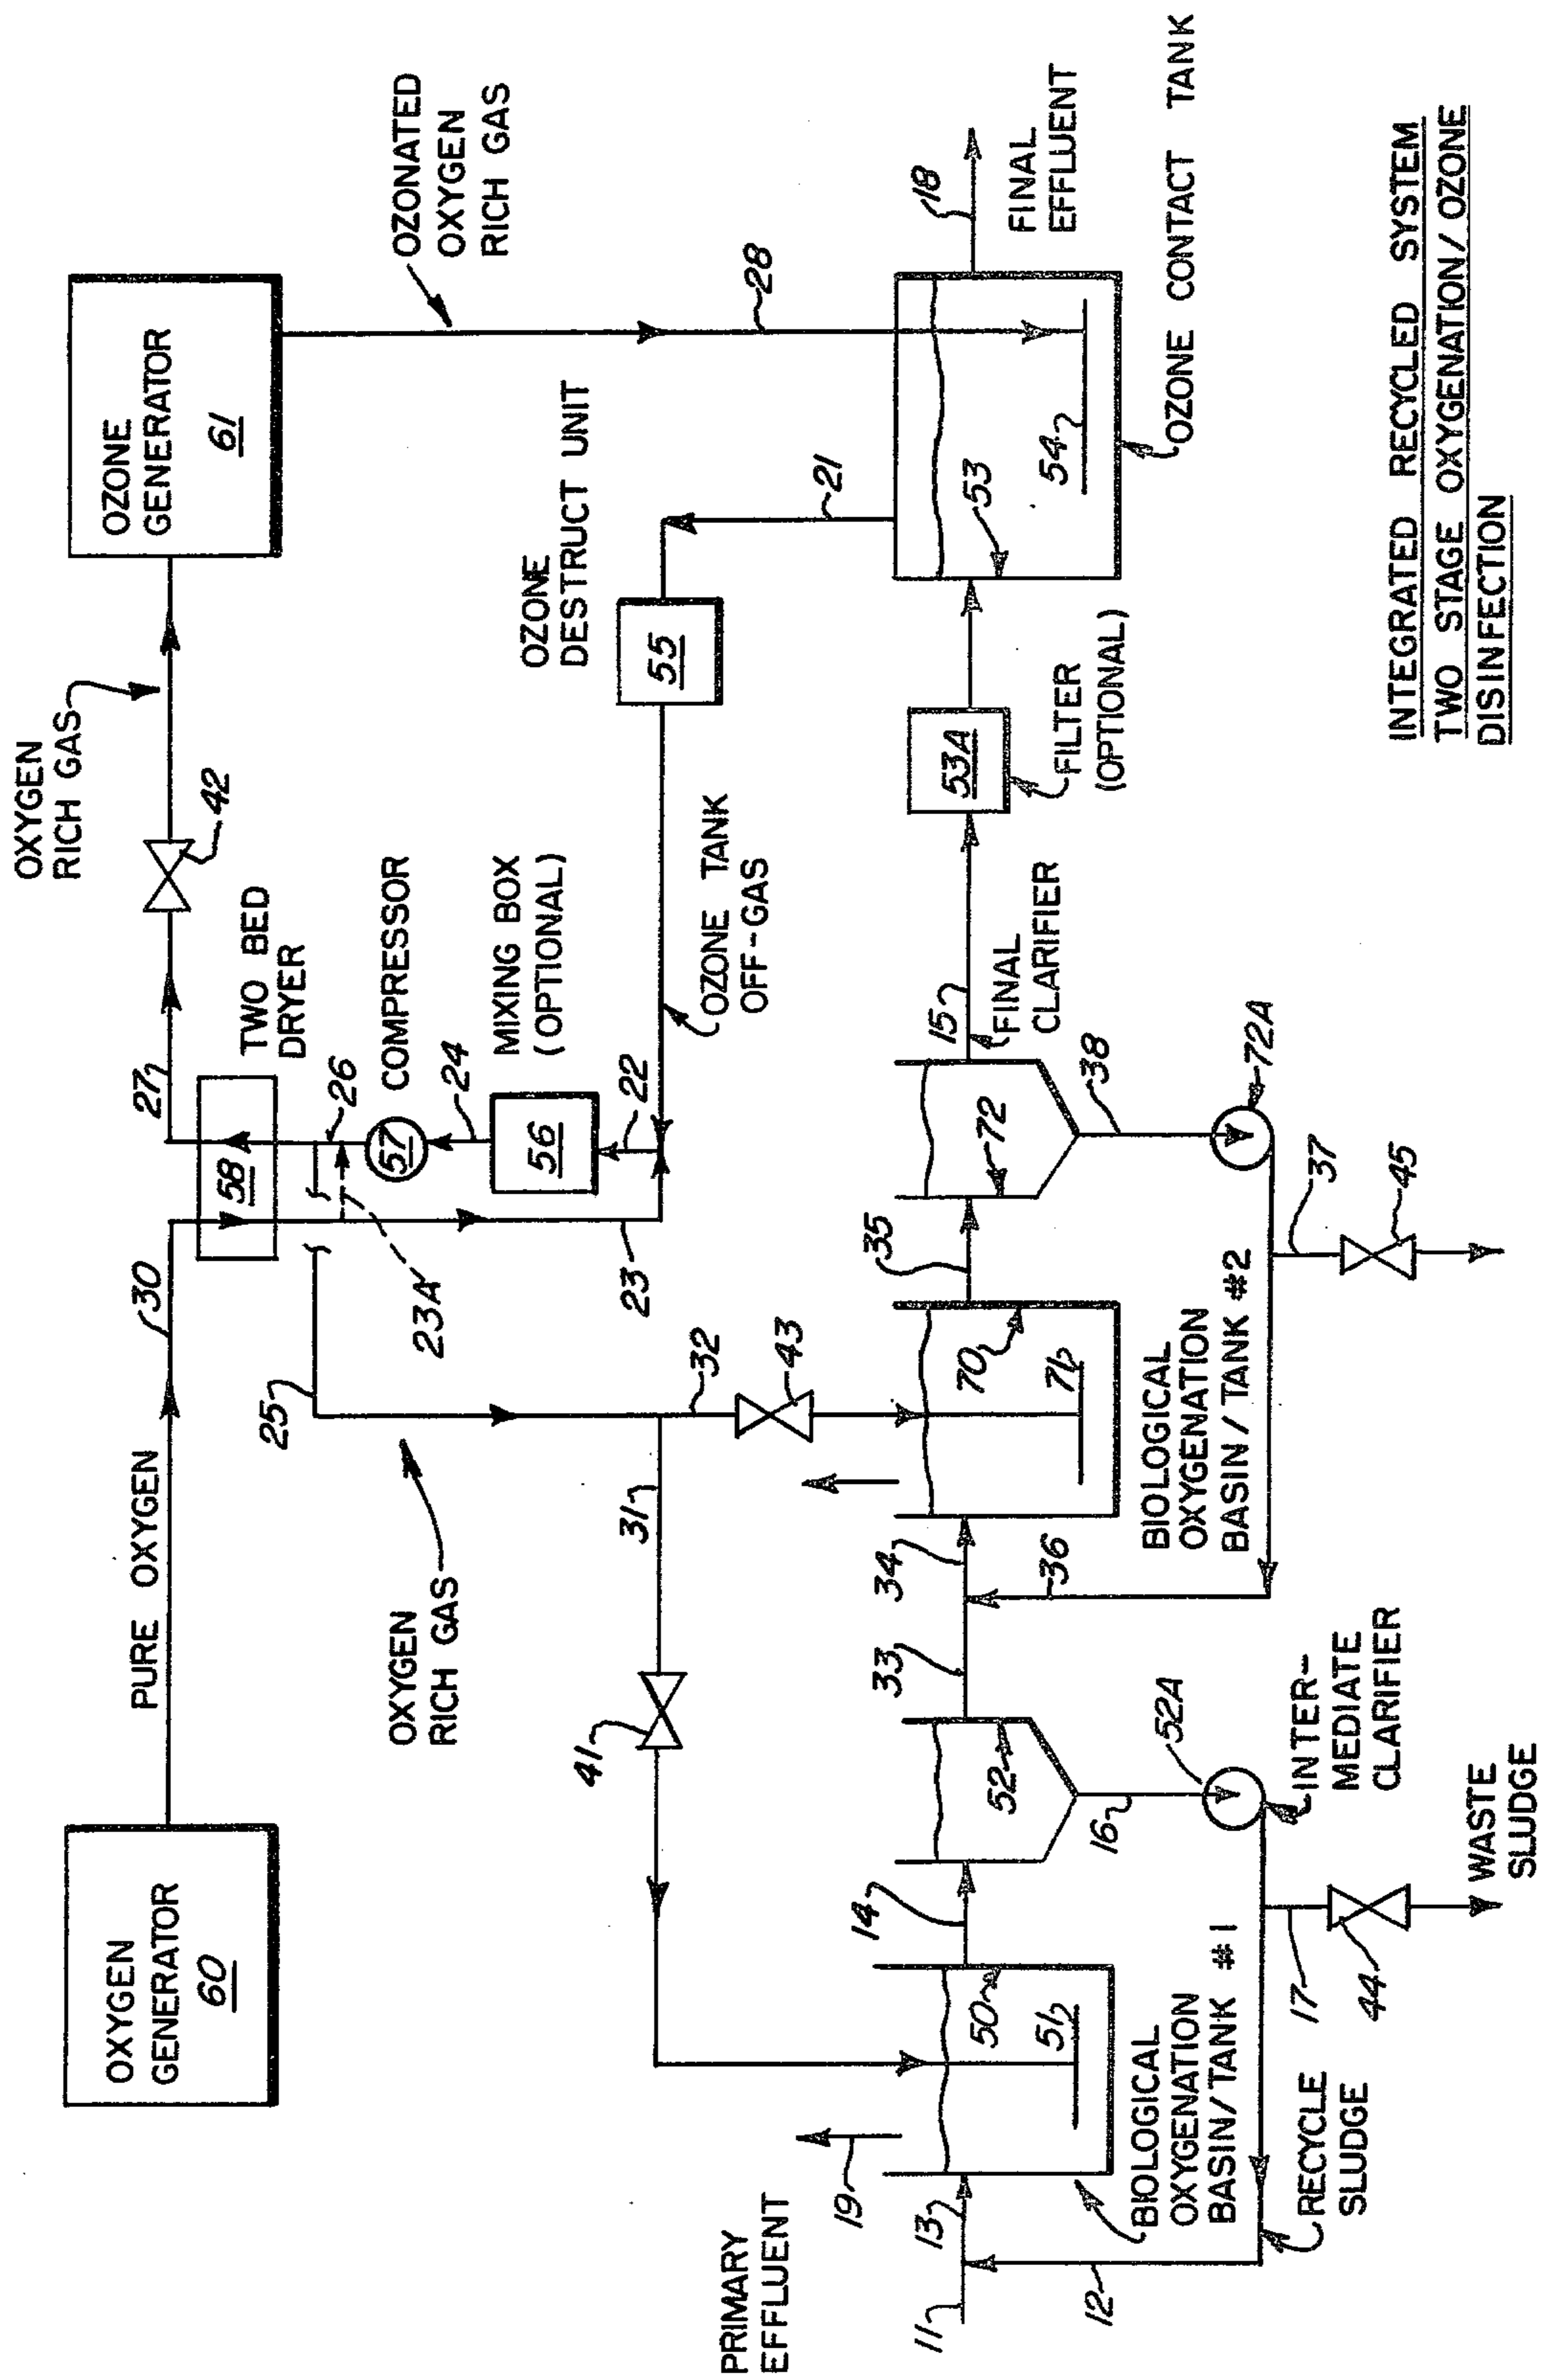 OXYGEN
GENERATOR
60
PURE OXYGEN
30
27
OXYGEN
RICH GAS
42
OZONE
GENERATOR
61
58
TWO BED
DRYER
25
26
23A
COMPRESSOR
57
24
MIXING BOX
(OPTIONAL)
56
22
23
OXYGEN
RICH GAS
OZONATED
OXYGEN
RICH GAS
OZONE
DESTRUCT UNIT
55
21
28
OZONE TANK
OFF-GAS
41
31
32
43
PRIMARY
EFFLUENT
19
11
13
12
50
51
14
52
16
52A
33
34
36
70
71
35
72
38
72A
15
FINAL
CLARIFIER
53A
FILTER
(OPTIONAL)
53
54
18
FINAL
EFFLUENT
OZONE CONTACT TANK
BIOLOGICAL
OXYGENATION
BASIN/TANK #1
RECYCLE
SLUDGE
17
44
WASTE
SLUDGE
INTER-
MEDIATE
CLARIFIER
BIOLOGICAL
OXYGENATION
BASIN/TANK #2
37
45
INTEGRATED RECYCLED SYSTEM
TWO STAGE OXYGENATION/OZONE
DISINFECTION